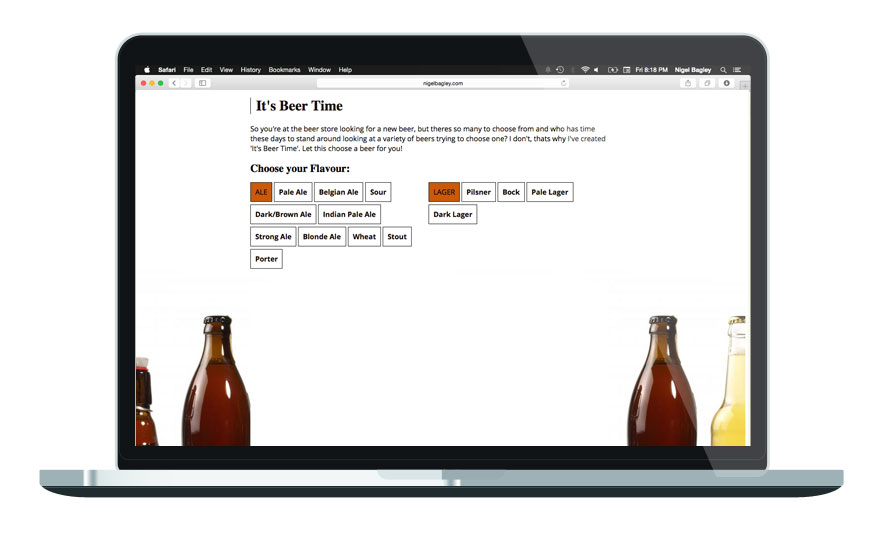 Safari File Edit View History Bookmarks Window Help Fri 8:18 PM Nigel Bagley
nigelbagley.com
It's Beer Time
So you're at the beer store looking for a new beer, but theres so many to choose from and who has time
these days to stand around looking at a variety of beers trying to choose one? I don't, thats why I've created
'It's Beer Time'. Let this choose a beer for you!
Choose your Flavour:
ALE Pale Ale Belgian Ale Sour
Dark/Brown Ale Indian Pale Ale
Strong Ale Blonde Ale Wheat Stout
Porter
LAGER Pilsner Bock Pale Lager
Dark Lager